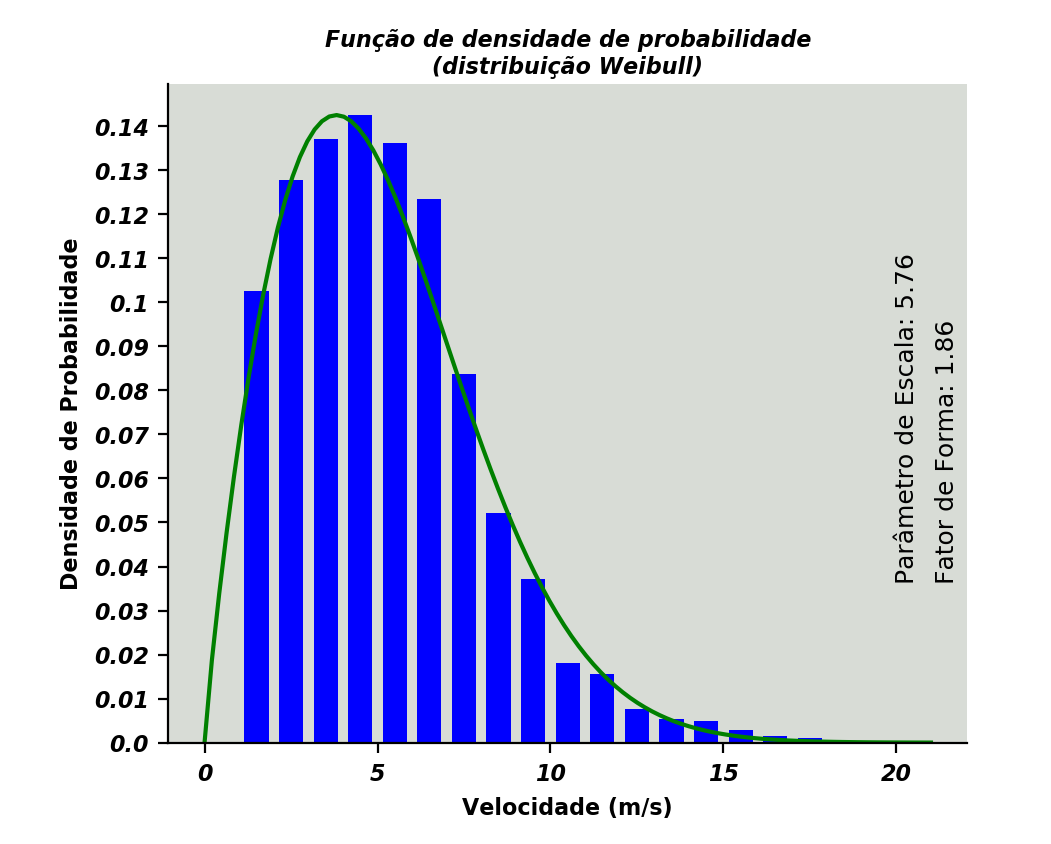 Função de densidade de probabilidade
(distribuição Weibull)
Densidade de Probabilidade
0.14
0.13
0.12
0.11
0.1
0.09
0.08
0.07
0.06
0.05
0.04
0.03
0.02
0.01
0.0
Parâmetro de Escala: 5.76
Fator de Forma: 1.86
0 5 10 15 20
Velocidade (m/s)